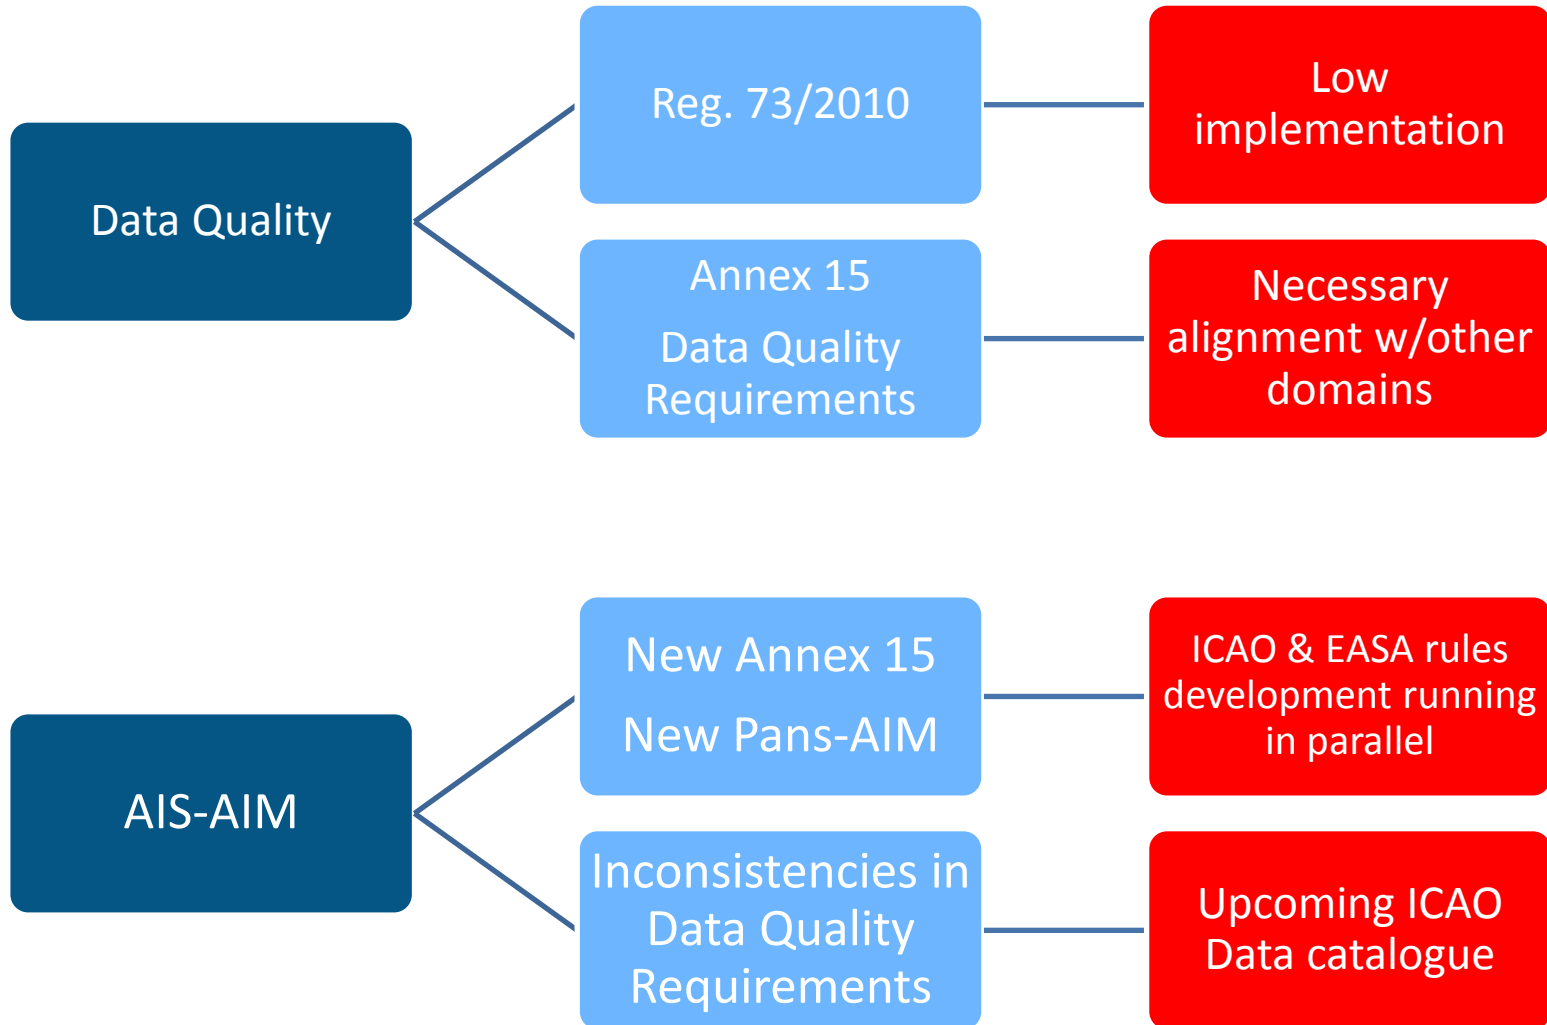 Data Quality
Reg. 73/2010
Low
implementation
Annex 15
Data Quality
Requirements
Necessary
alignment w/other
domains
AIS-AIM
New Annex 15
New Pans-AIM
ICAO & EASA rules
development running
in parallel
Inconsistencies in
Data Quality
Requirements
Upcoming ICAO
Data catalogue